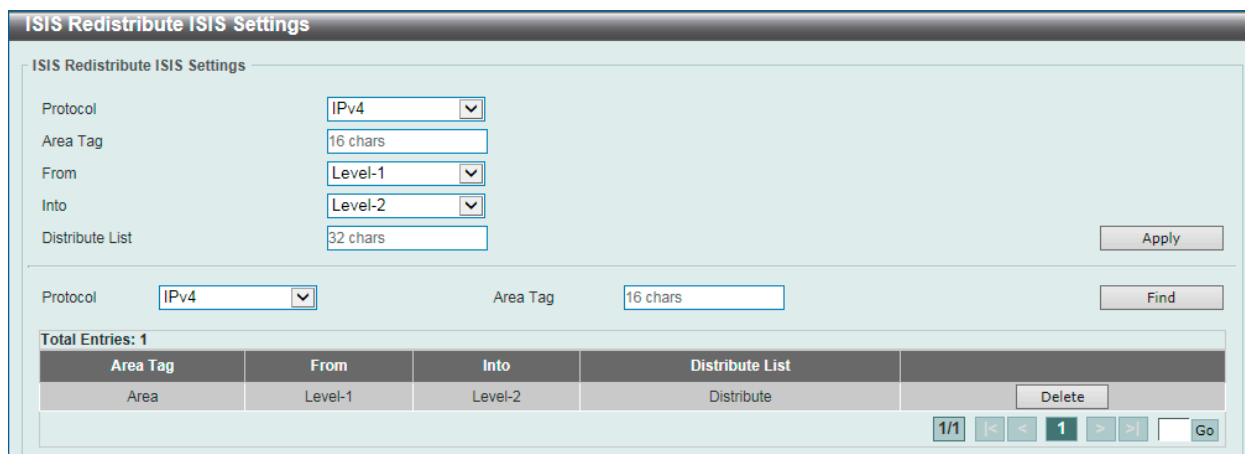 ISIS Redistribute ISIS Settings
ISIS Redistribute ISIS Settings
Protocol IPv4
Area Tag 16 chars
From Level-1
Into Level-2
Distribute List 32 chars Apply
Protocol IPv4 Area Tag 16 chars Find
Total Entries: 1
Area Tag From Into Distribute List
Area Level-1 Level-2 Distribute Delete
1/1 |< < 1 > >| Go